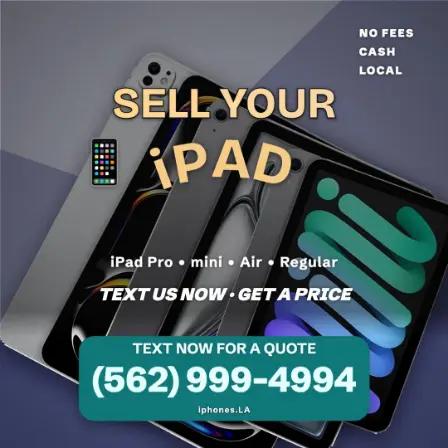 NO FEES
CASH
LOCAL
SELL YOUR
iPAD
iPad Pro • mini • Air • Regular
TEXT US NOW · GET A PRICE
TEXT NOW FOR A QUOTE
(562) 999-4994
iphones.LA